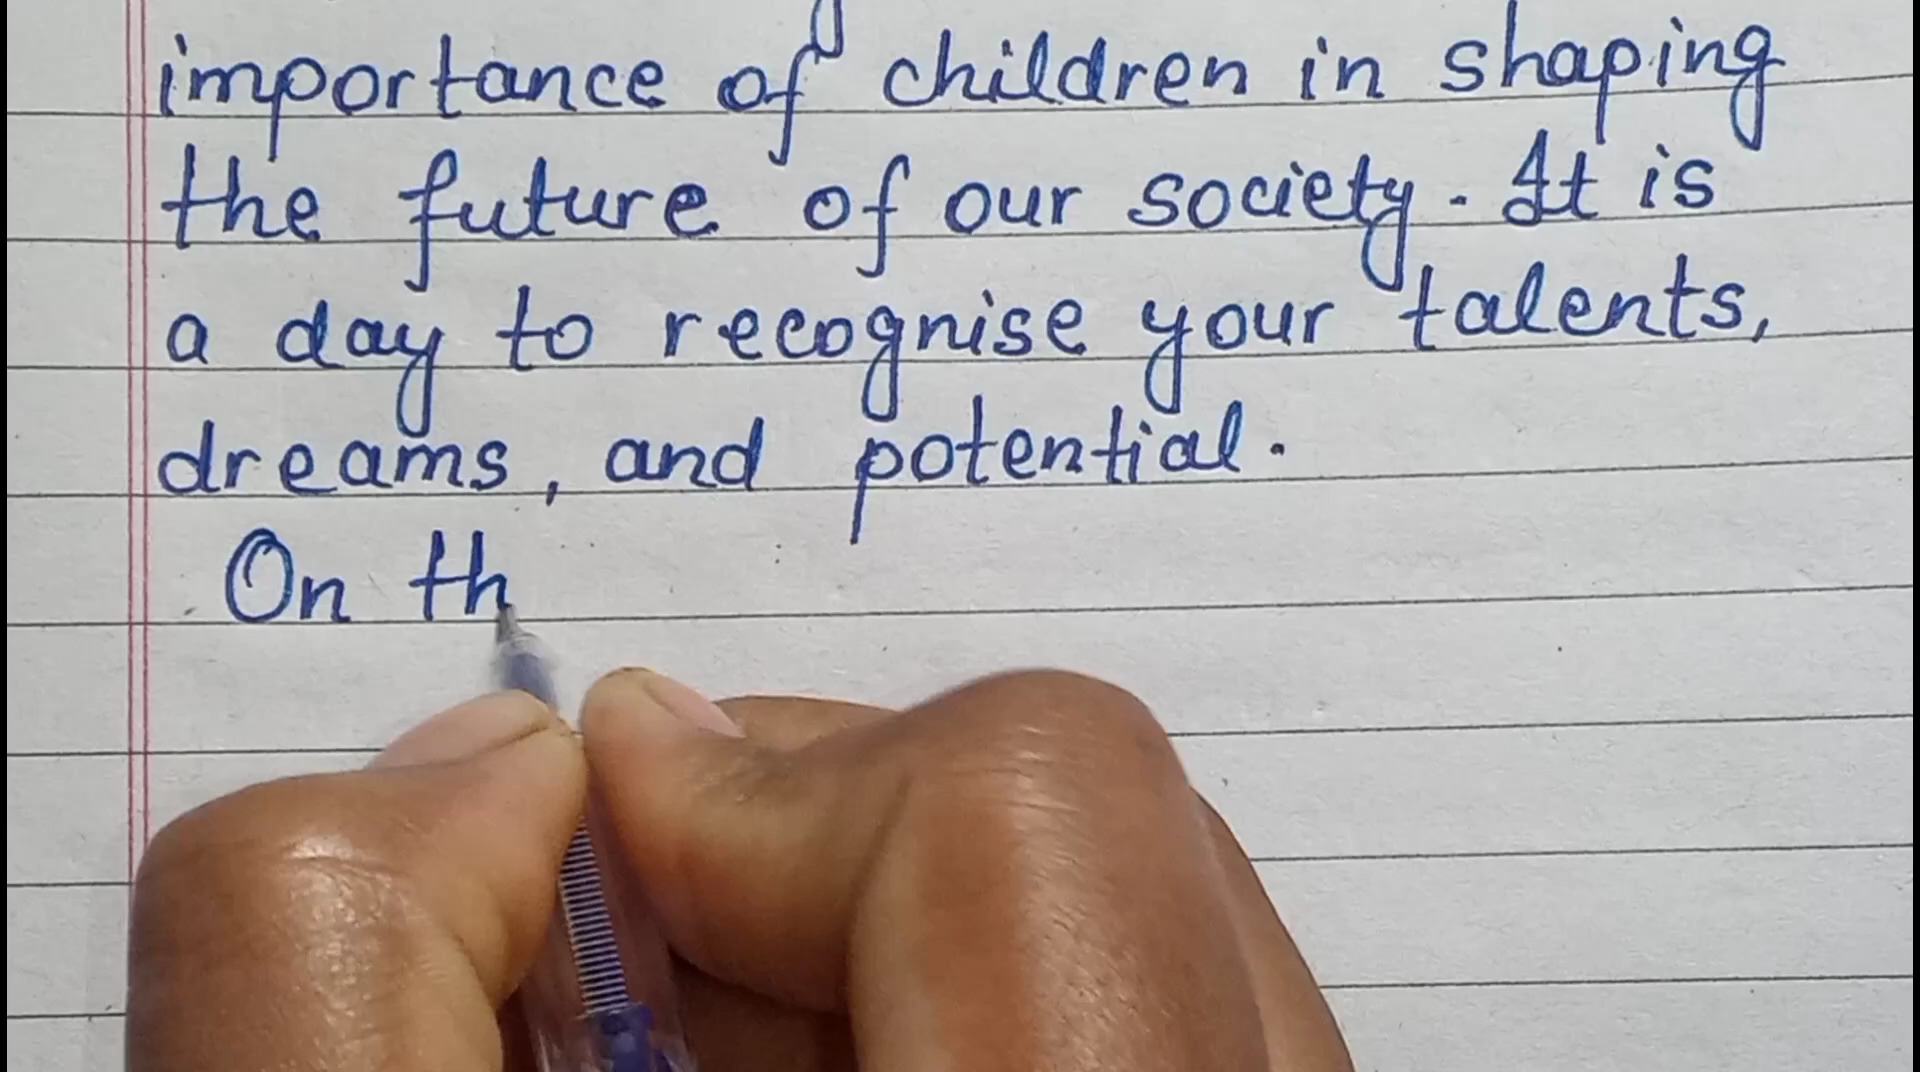 importance of children in shaping
the future of our society. It is
a day to recognise your talents,
dreams, and potential.
On th